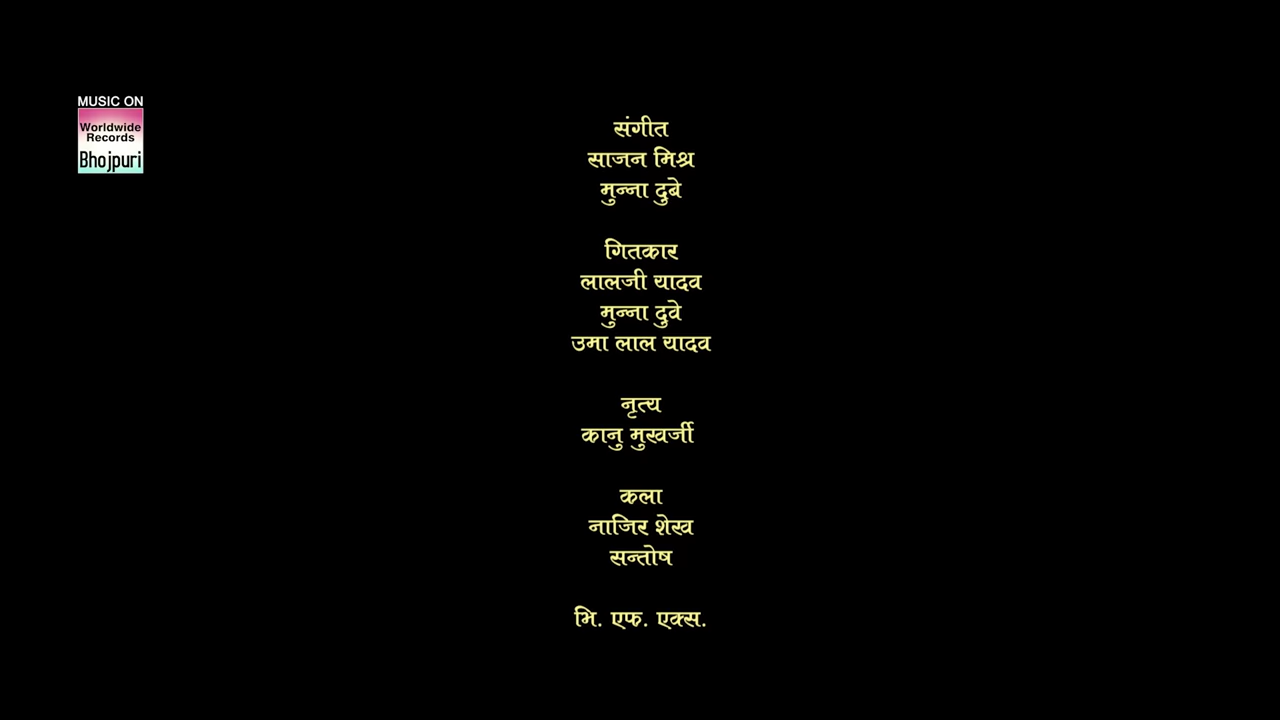 MUSIC ON
Worldwide
Records
Bhojpuri
संगीत
साजन मिश्र
मुन्ना दुबे
गितकार
लालजी यादव
मुन्ना दुवे
उमा लाल यादव
नृत्य
कानु मुखर्जी
कला
नाजिर शेख
सन्तोष
भि. एफ. एक्स.